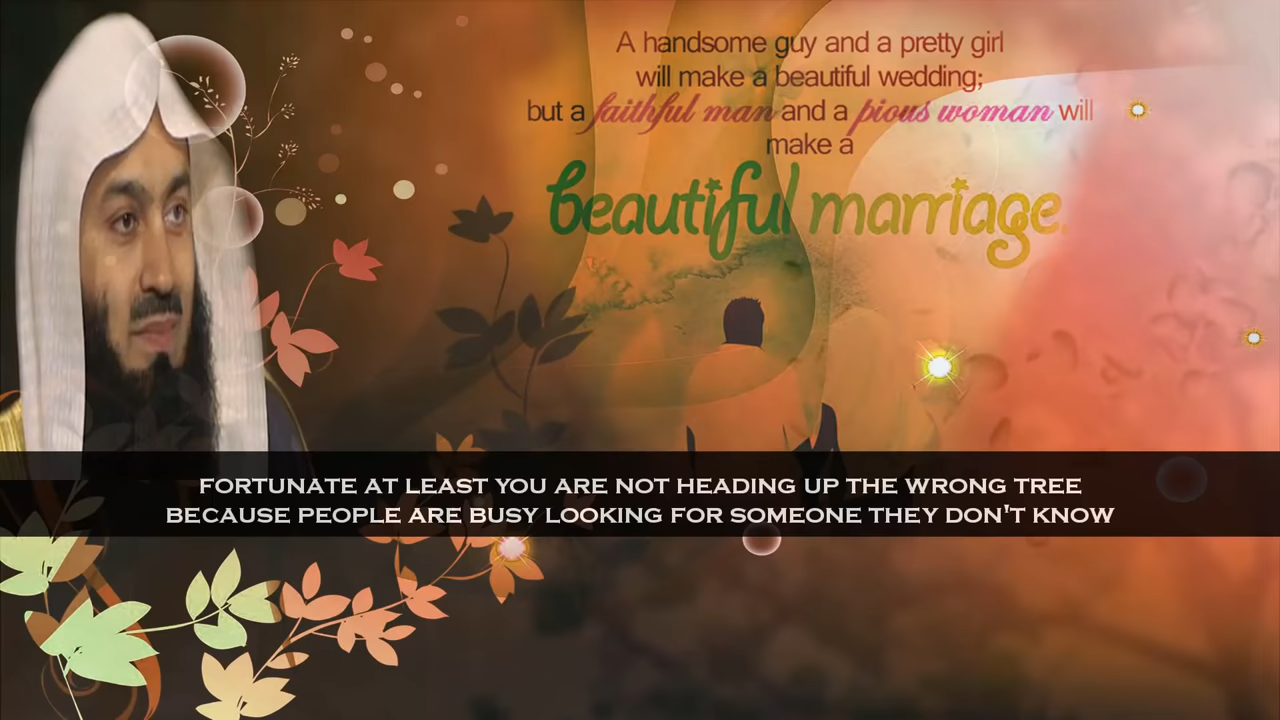 A handsome guy and a pretty girl
will make a beautiful wedding;
but a faithful man and a pious woman will
make a
beautiful marriage.
FORTUNATE AT LEAST YOU ARE NOT HEADING UP THE WRONG TREE
BECAUSE PEOPLE ARE BUSY LOOKING FOR SOMEONE THEY DON'T KNOW